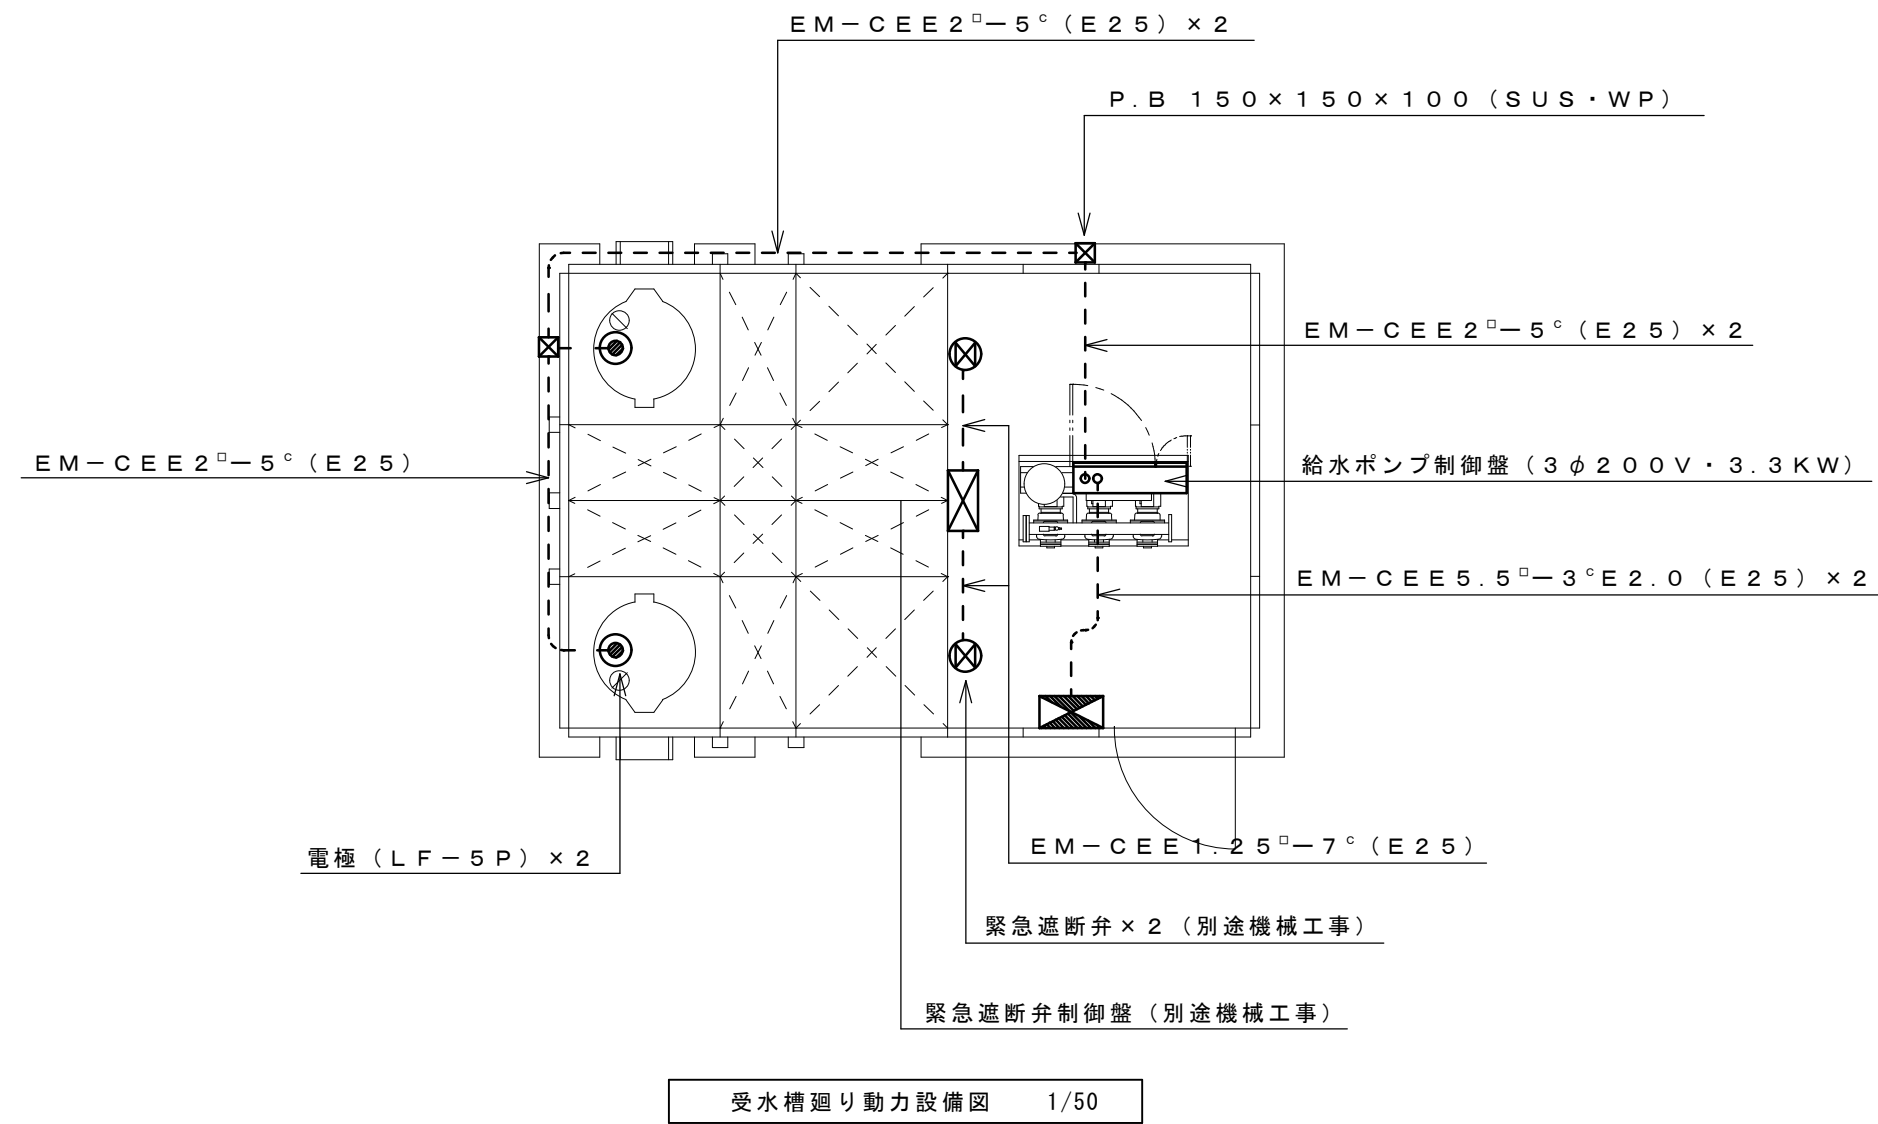 EM－CEE2□－5ᶜ（E25）×2
P.B 150×150×100（SUS・WP）
EM－CEE2□－5ᶜ（E25）×2
EM－CEE2□－5ᶜ（E25）
給水ポンプ制御盤（3φ200V・3.3KW）
EM－CEE5.5□－3ᶜE2.0（E25）×2
EM－CEE1.25□－7ᶜ（E25）
電極（LF－5P）×2
緊急遮断弁×2（別途機械工事）
緊急遮断弁制御盤（別途機械工事）
受水槽廻り動力設備図 1/50